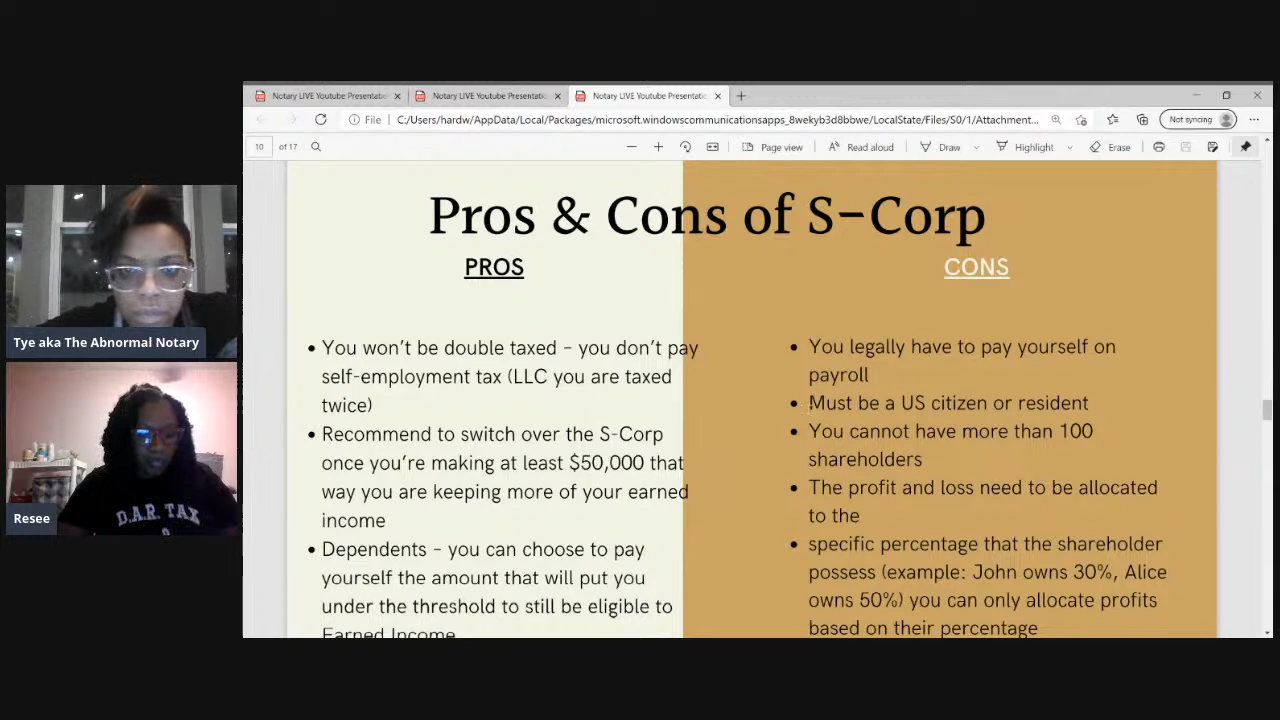 Notary LIVE Youtube Presentatio
Notary LIVE Youtube Presentatio
Notary LIVE Youtube Presentatio
File
C:/Users/hardw/AppData/Local/Packages/microsoft.windowscommunicationsapps_8wekyb3d8bbwe/LocalState/Files/S0/1/Attachment...
Not syncing
10 of 17
Page view
Read aloud
Draw
Highlight
Erase
Pros & Cons of S-Corp
PROS
• You won't be double taxed – you don't pay
self-employment tax (LLC you are taxed
twice)
• Recommend to switch over the S-Corp
once you're making at least $50,000 that
way you are keeping more of your earned
income
• Dependents – you can choose to pay
yourself the amount that will put you
under the threshold to still be eligible to
Earned Income
CONS
• You legally have to pay yourself on
payroll
• Must be a US citizen or resident
• You cannot have more than 100
shareholders
• The profit and loss need to be allocated
to the
• specific percentage that the shareholder
possess (example: John owns 30%, Alice
owns 50%) you can only allocate profits
based on their percentage
Tye aka The Abnormal Notary
D.A.R. TAX
Resee